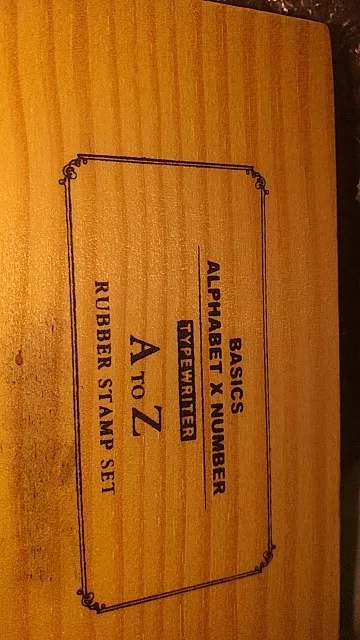 BASICS
ALPHABET X NUMBER
TYPEWRITER
A TO Z
RUBBER STAMP SET